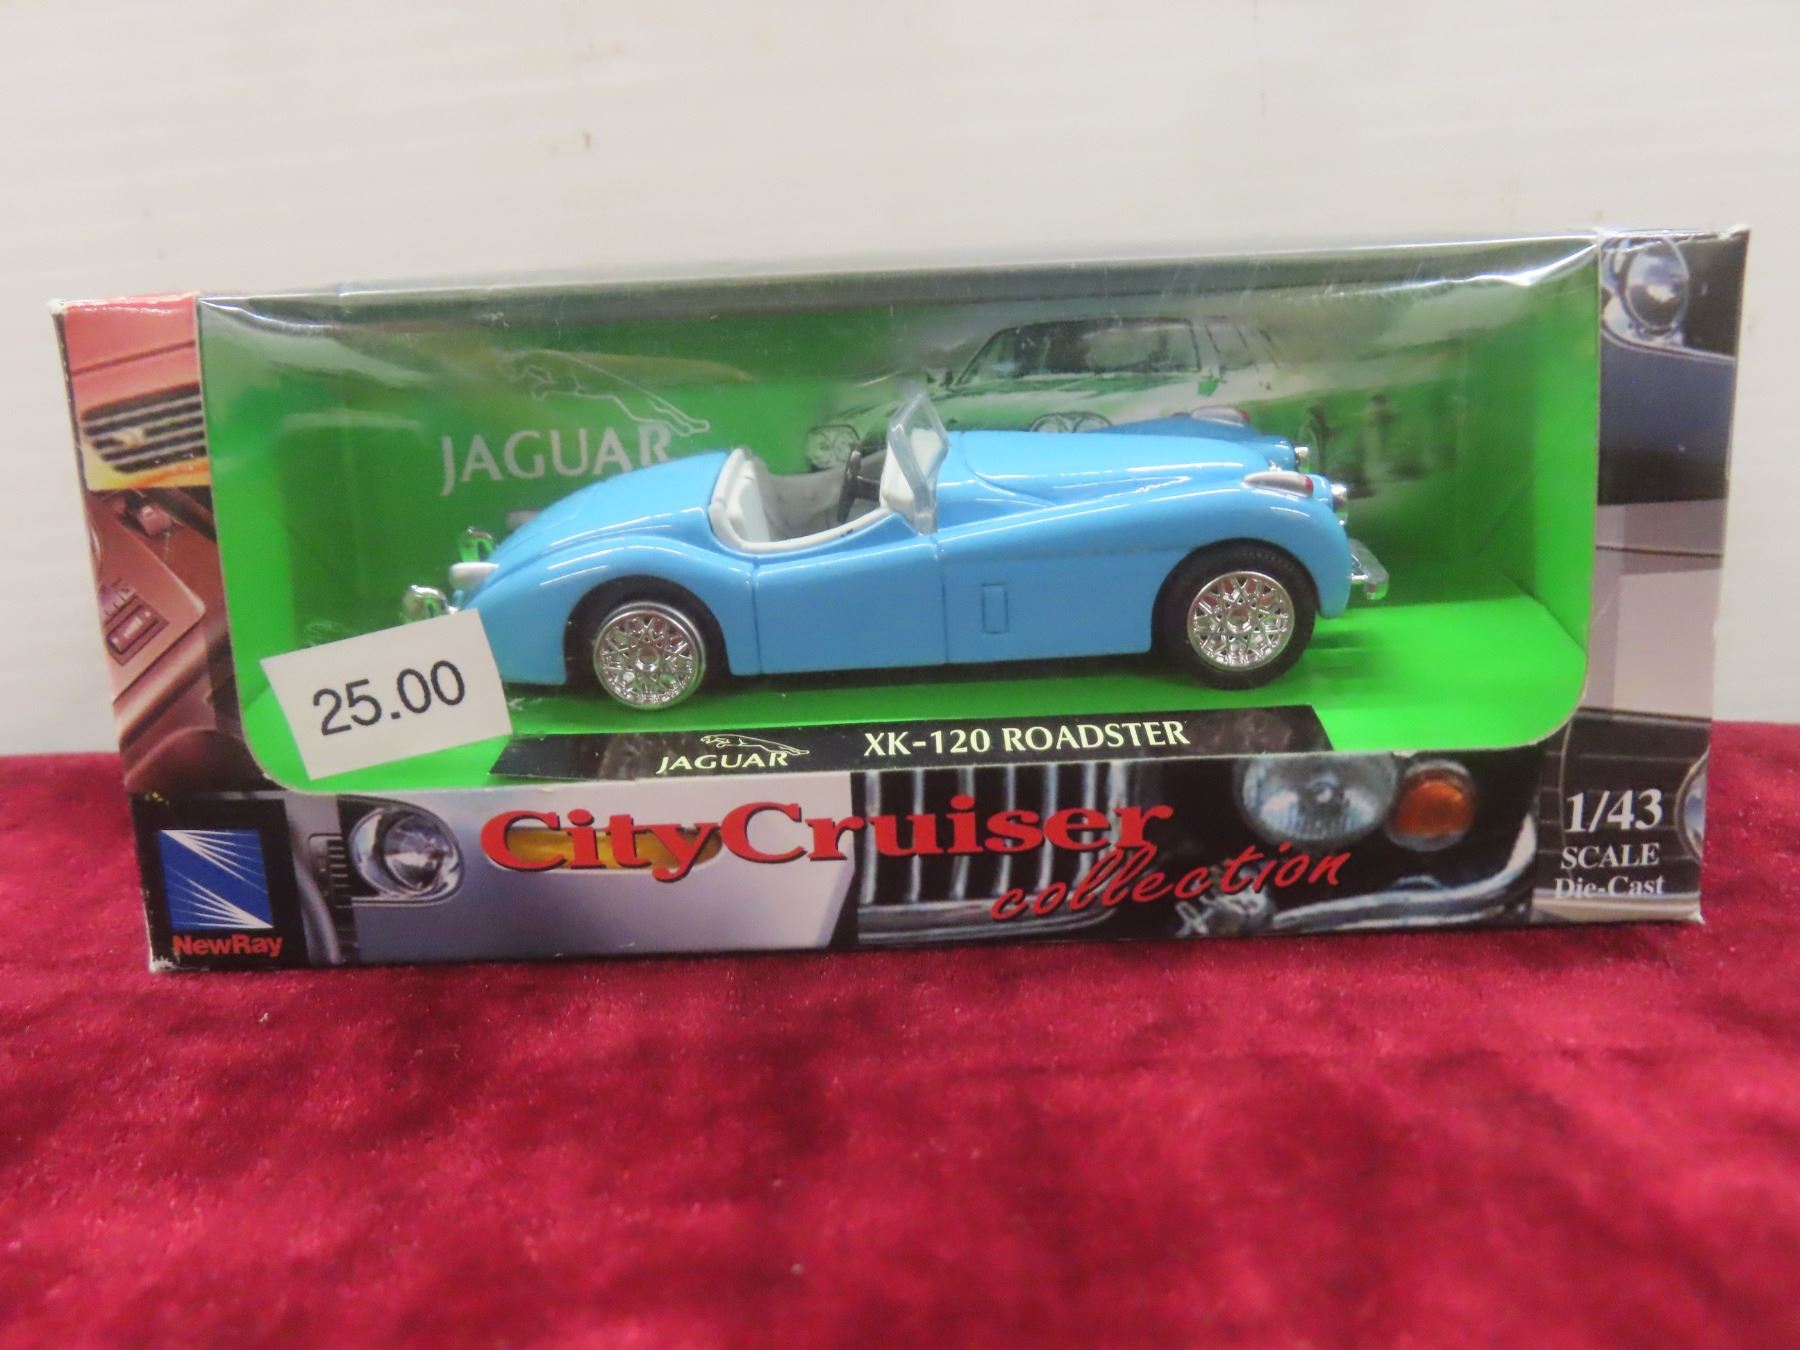 JAGUAR
25.00
JAGUAR XK-120 ROADSTER
CityCruiser
collection
1/43
SCALE
Die-Cast
NewRay